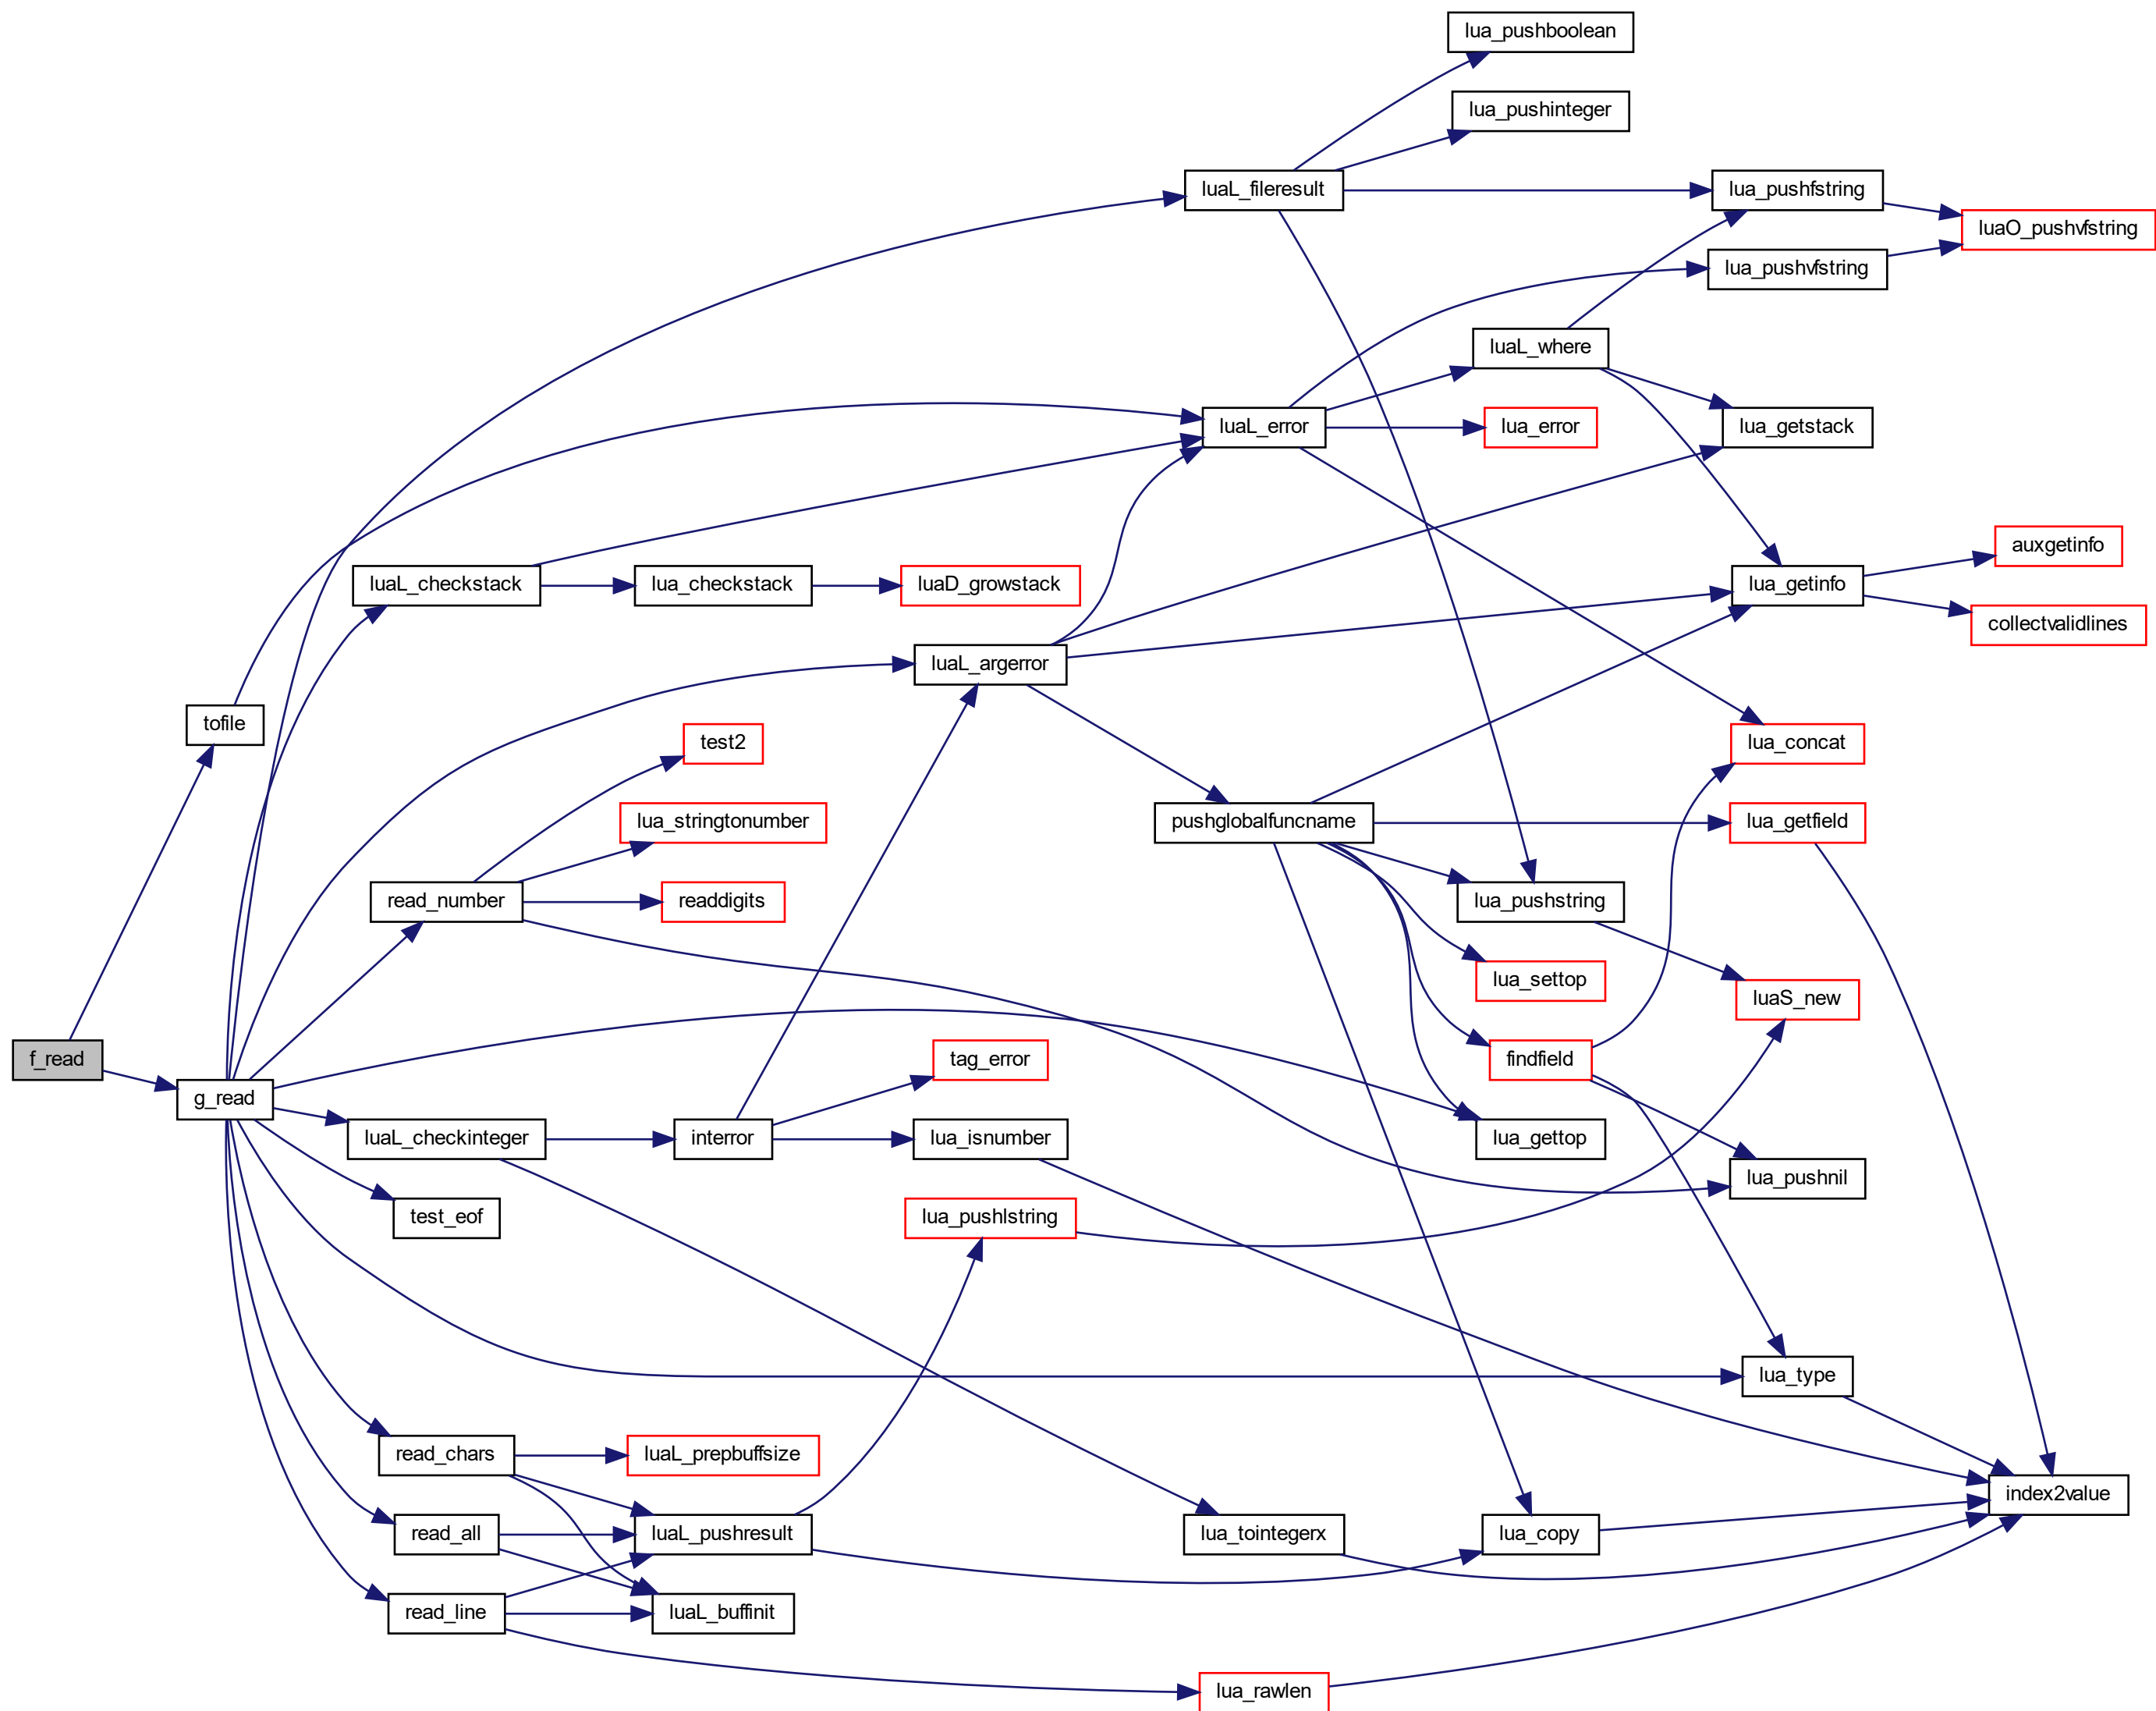 lua_pushboolean
lua_pushinteger
luaL_fileresult
lua_pushfstring
luaO_pushvfstring
lua_pushvfstring
luaL_where
luaL_error
lua_error
lua_getstack
auxgetinfo
luaL_checkstack
lua_checkstack
luaD_growstack
lua_getinfo
collectvalidlines
luaL_argerror
tofile
test2
lua_concat
lua_stringtonumber
pushglobalfuncname
lua_getfield
read_number
readdigits
lua_pushstring
lua_settop
luaS_new
f_read
tag_error
findfield
g_read
luaL_checkinteger
interror
lua_isnumber
lua_gettop
lua_pushnil
test_eof
lua_pushlstring
lua_type
read_chars
luaL_prepbuffsize
index2value
read_all
luaL_pushresult
lua_tointegerx
lua_copy
read_line
luaL_buffinit
lua_rawlen